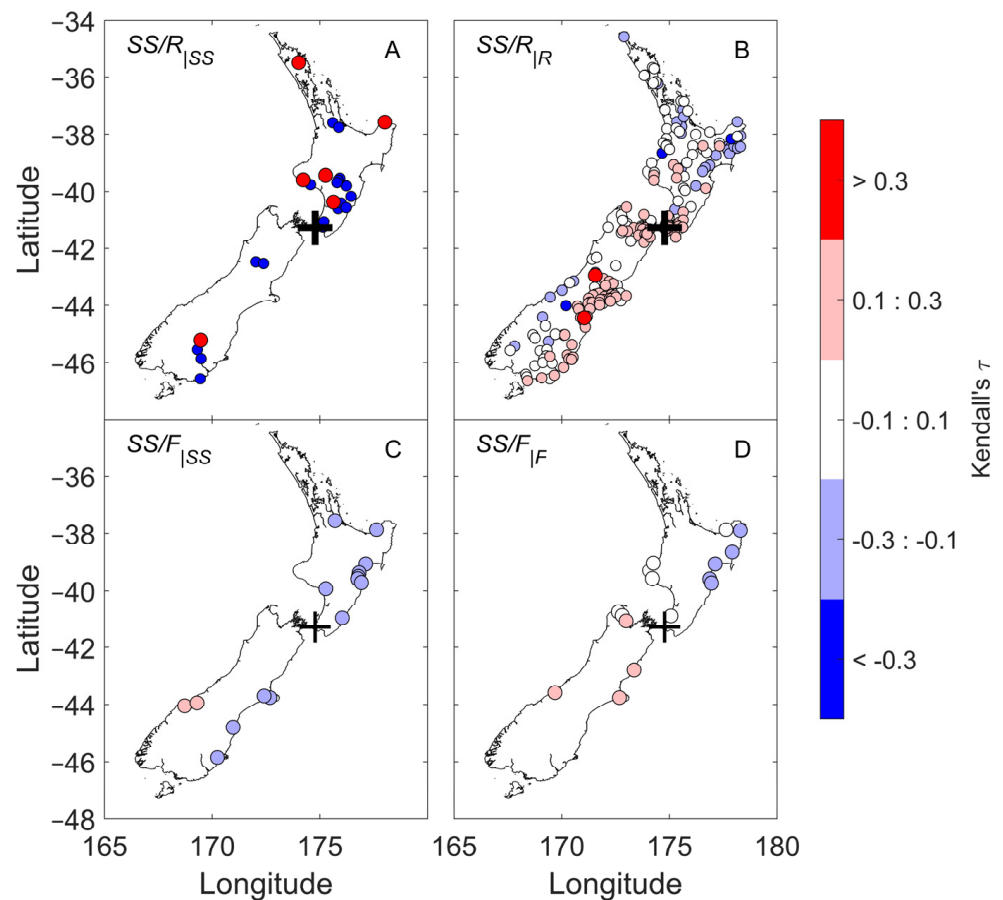 −34
−36
−38
−40
−42
−44
−46
Latitude
SS/R|SS
A
SS/R|R
B
−36
−38
−40
−42
−44
−46
−48
Latitude
SS/F|SS
C
SS/F|F
D
165
170
175
165
170
175
180
Longitude
Longitude
> 0.3
0.1 : 0.3
-0.1 : 0.1
-0.3 : -0.1
< -0.3
Kendall's τ